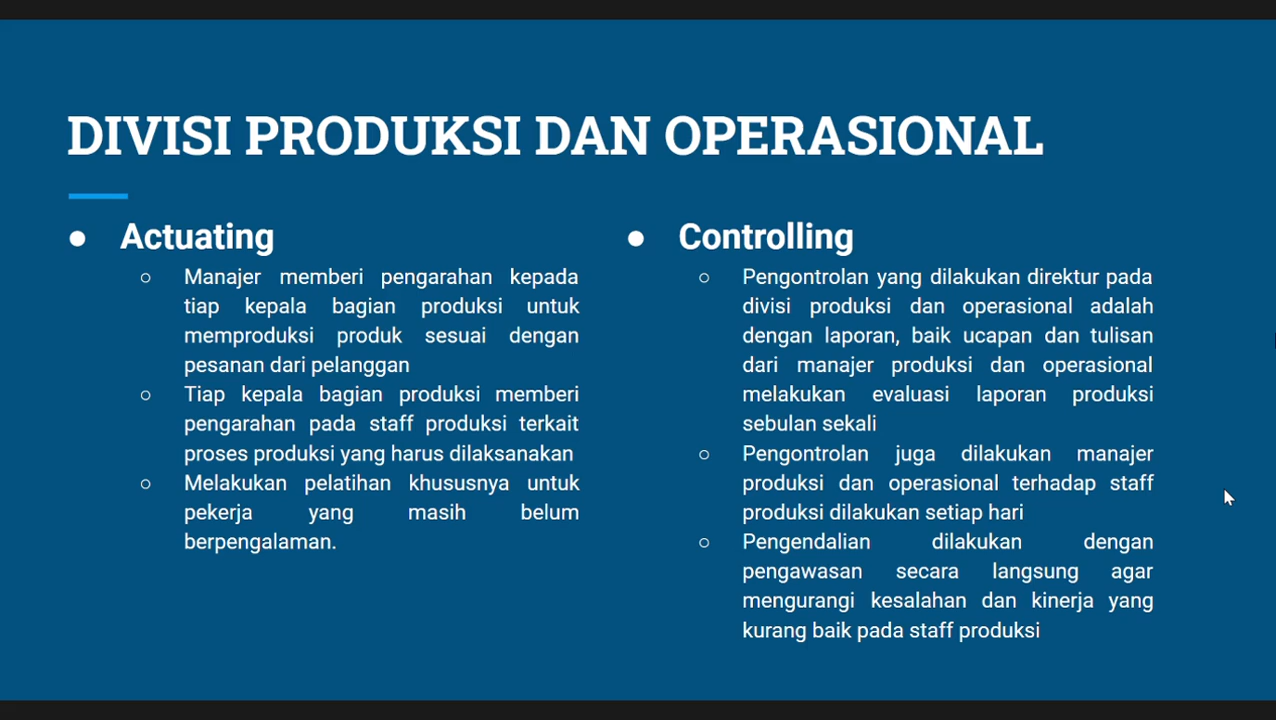 DIVISI PRODUKSI DAN OPERASIONAL
● Actuating
○ Manajer memberi pengarahan kepada
tiap kepala bagian produksi untuk
memproduksi produk sesuai dengan
pesanan dari pelanggan
○ Tiap kepala bagian produksi memberi
pengarahan pada staff produksi terkait
proses produksi yang harus dilaksanakan
○ Melakukan pelatihan khususnya untuk
pekerja yang masih belum
berpengalaman.
● Controlling
○ Pengontrolan yang dilakukan direktur pada
divisi produksi dan operasional adalah
dengan laporan, baik ucapan dan tulisan
dari manajer produksi dan operasional
melakukan evaluasi laporan produksi
sebulan sekali
○ Pengontrolan juga dilakukan manajer
produksi dan operasional terhadap staff
produksi dilakukan setiap hari
○ Pengendalian dilakukan dengan
pengawasan secara langsung agar
mengurangi kesalahan dan kinerja yang
kurang baik pada staff produksi